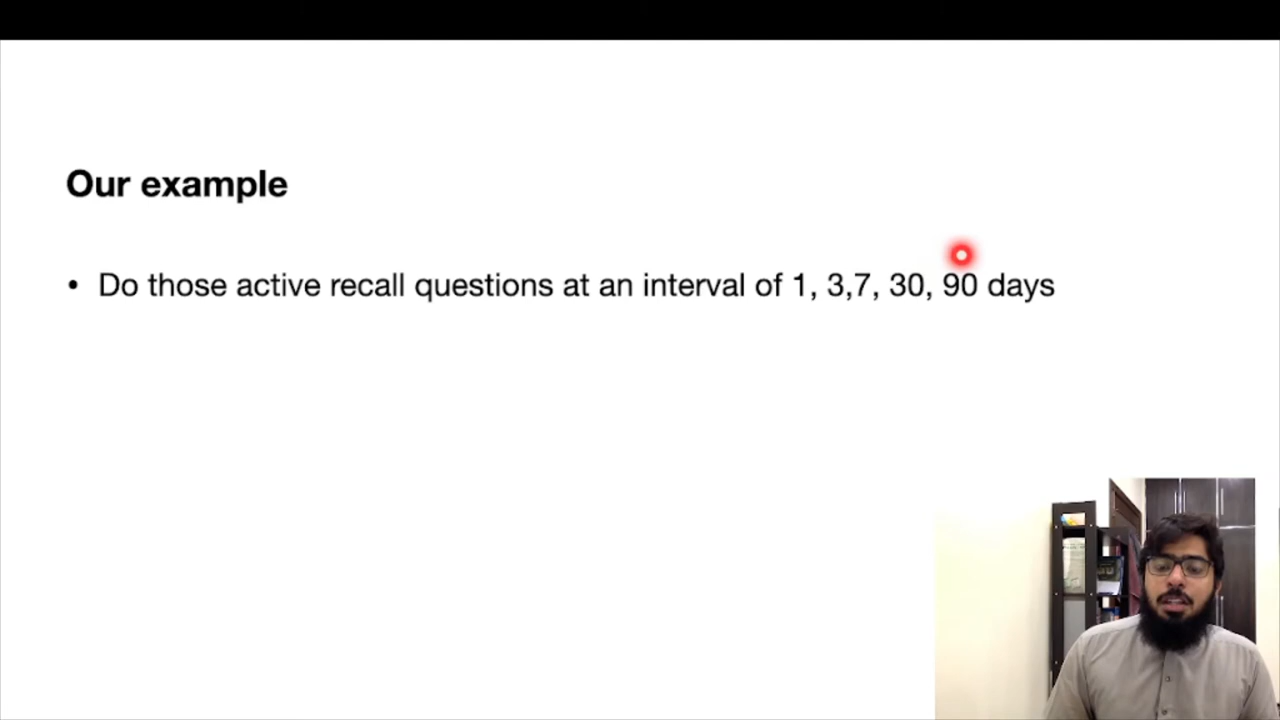 Our example
• Do those active recall questions at an interval of 1, 3,7, 30, 90 days